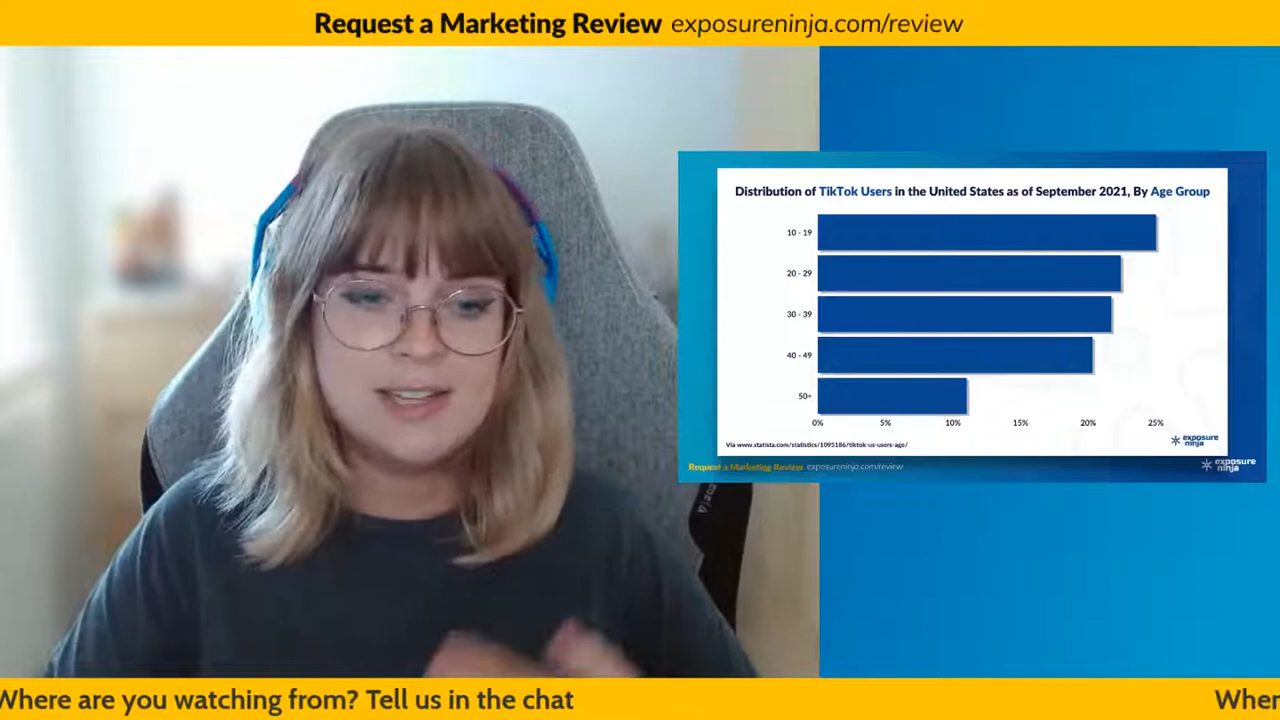 Request a Marketing Review exposureninja.com/review
Distribution of TikTok Users in the United States as of September 2021, By Age Group
10 - 19
20 - 29
30 - 39
40 - 49
50+
0% 5% 10% 15% 20% 25%
Via www.statista.com/statistics/1095186/tiktok-us-users-age/
exposure
ninja
Request a Marketing Review exposureninja.com/review
exposure
ninja
Where are you watching from? Tell us in the chat
Wher